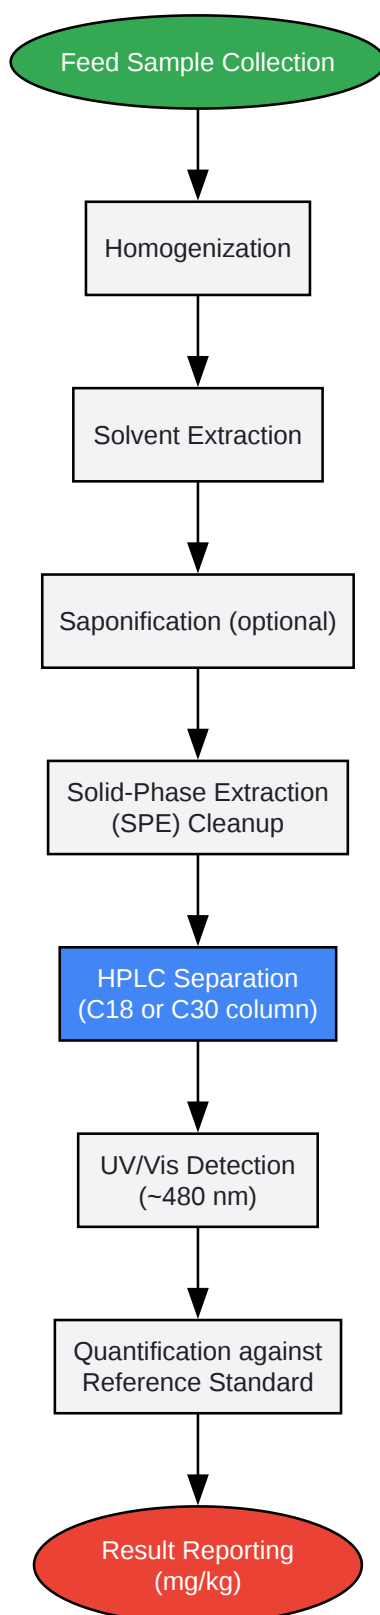 Feed Sample Collection
Homogenization
Solvent Extraction
Saponification (optional)
Solid-Phase Extraction
(SPE) Cleanup
HPLC Separation
(C18 or C30 column)
UV/Vis Detection
(~480 nm)
Quantification against
Reference Standard
Result Reporting
(mg/kg)